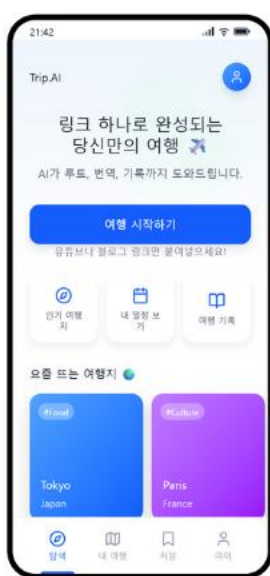 21:42
Trip.AI
링크 하나로 완성되는
당신만의 여행
AI가 루트, 번역, 기록까지 도와드립니다.
여행 시작하기
유튜브나 블로그 링크만 붙여넣으세요!
인기 여행
지
내 일정 보
기
여행 기록
요즘 뜨는 여행지
#Food
Tokyo
Japan
#Culture
Paris
France
탐색
내 여행
저장
마이